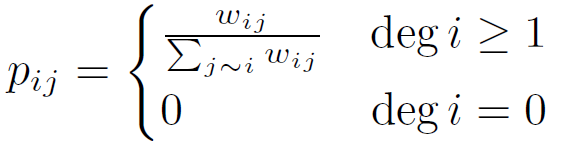 p_{ij} = \begin{cases} \frac{w_{ij}}{\sum_{j \sim i} w_{ij}} & \deg i \geq 1 \\ 0 & \deg i = 0 \end{cases}